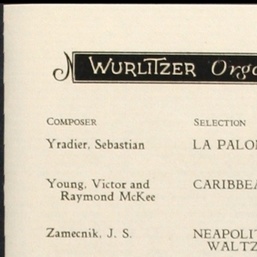 WURLITZER Orga
COMPOSER SELECTION
Yradier, Sebastian LA PALO
Young, Victor and CARIBBEA
Raymond McKee
Zamecnik, J. S. NEAPOLIT
WALTZ